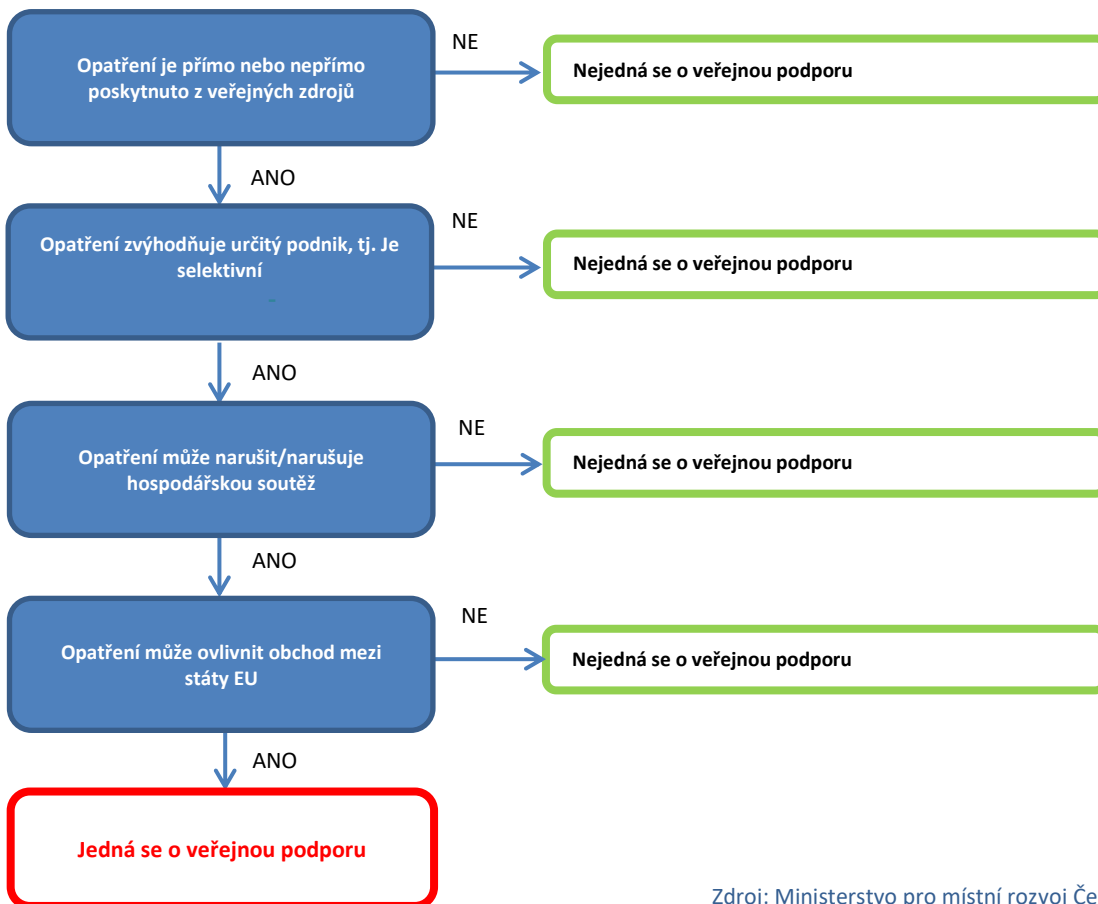 NE
Opatření je přímo nebo nepřímo
poskytnuto z veřejných zdrojů
Nejedná se o veřejnou podporu
ANO
NE
Opatření zvýhodňuje určitý podnik, tj. Je
selektivní
Nejedná se o veřejnou podporu
ANO
NE
Opatření může narušit/narušuje
hospodářskou soutěž
Nejedná se o veřejnou podporu
ANO
NE
Opatření může ovlivnit obchod mezi
státy EU
Nejedná se o veřejnou podporu
ANO
Jedná se o veřejnou podporu
Zdroj: Ministerstvo pro místní rozvoj Če